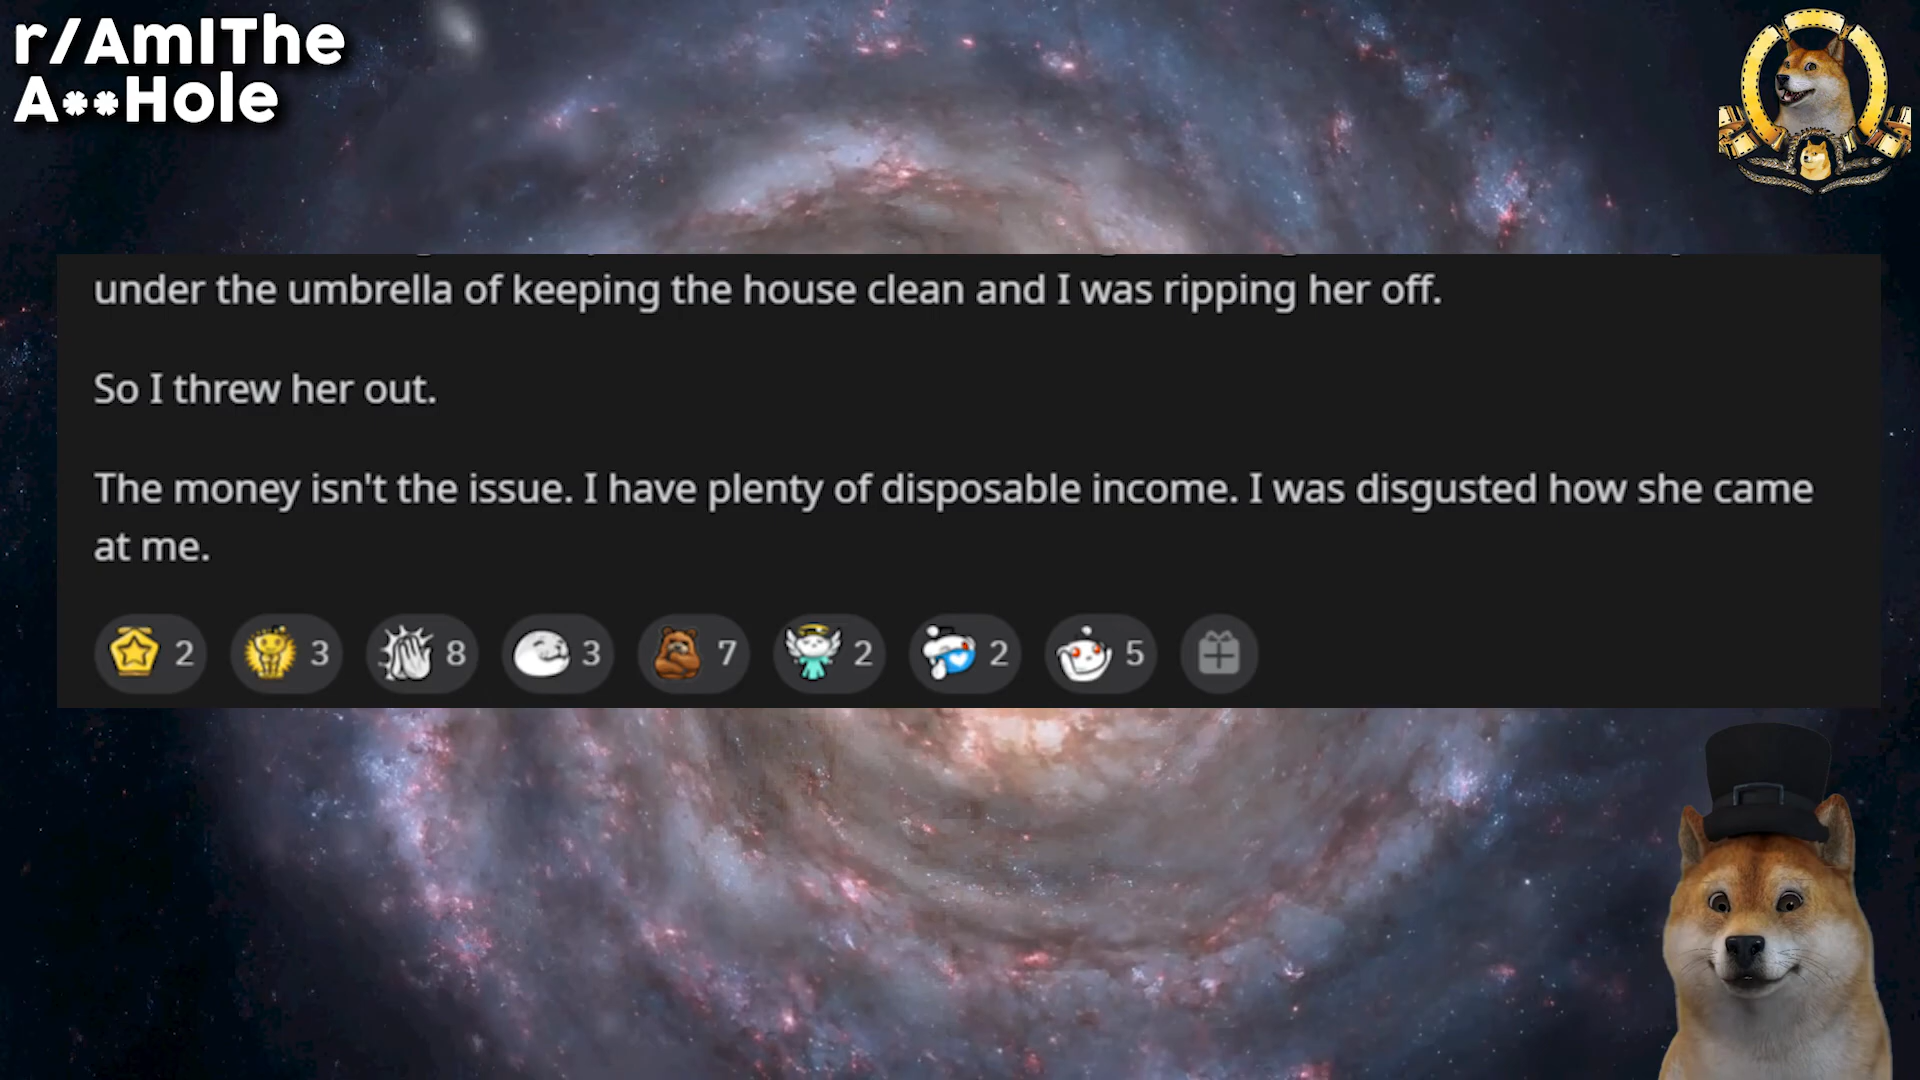 r/AmITheA**Hole
under the umbrella of keeping the house clean and I was ripping her off.
So I threw her out.
The money isn't the issue. I have plenty of disposable income. I was disgusted how she came
at me.
2 3 8 3 7 2 2 5